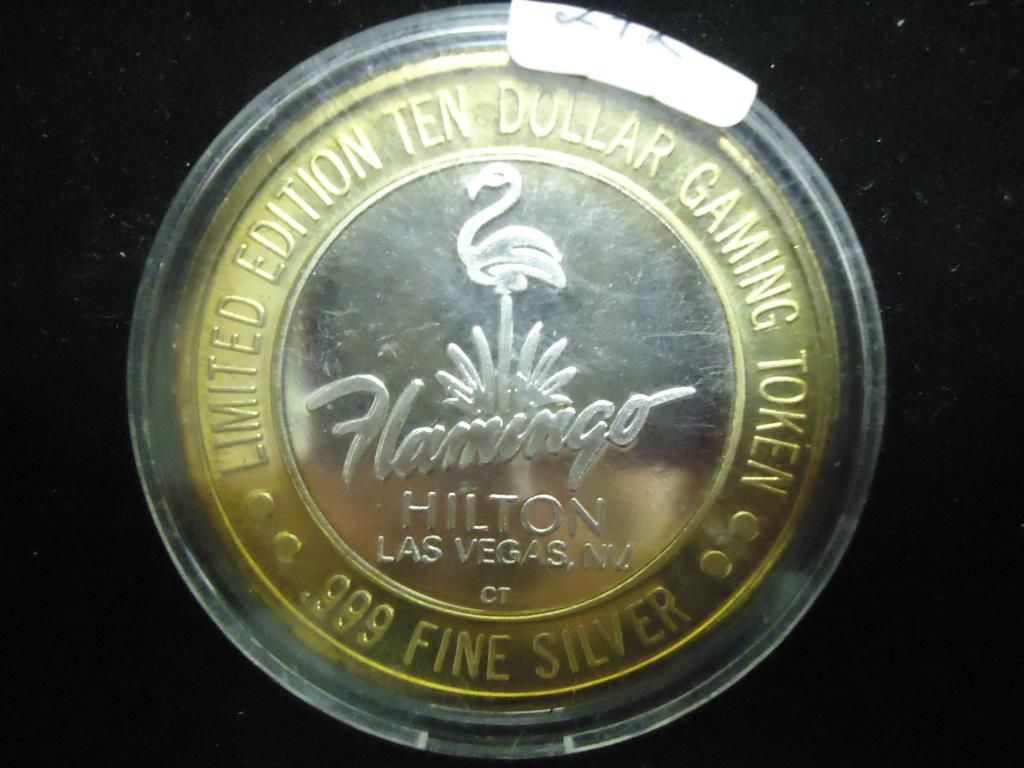 LIMITED EDITION TEN DOLLAR GAMING TOKEN
Flamingo
HILTON
LAS VEGAS, NV.
CT
.999 FINE SILVER